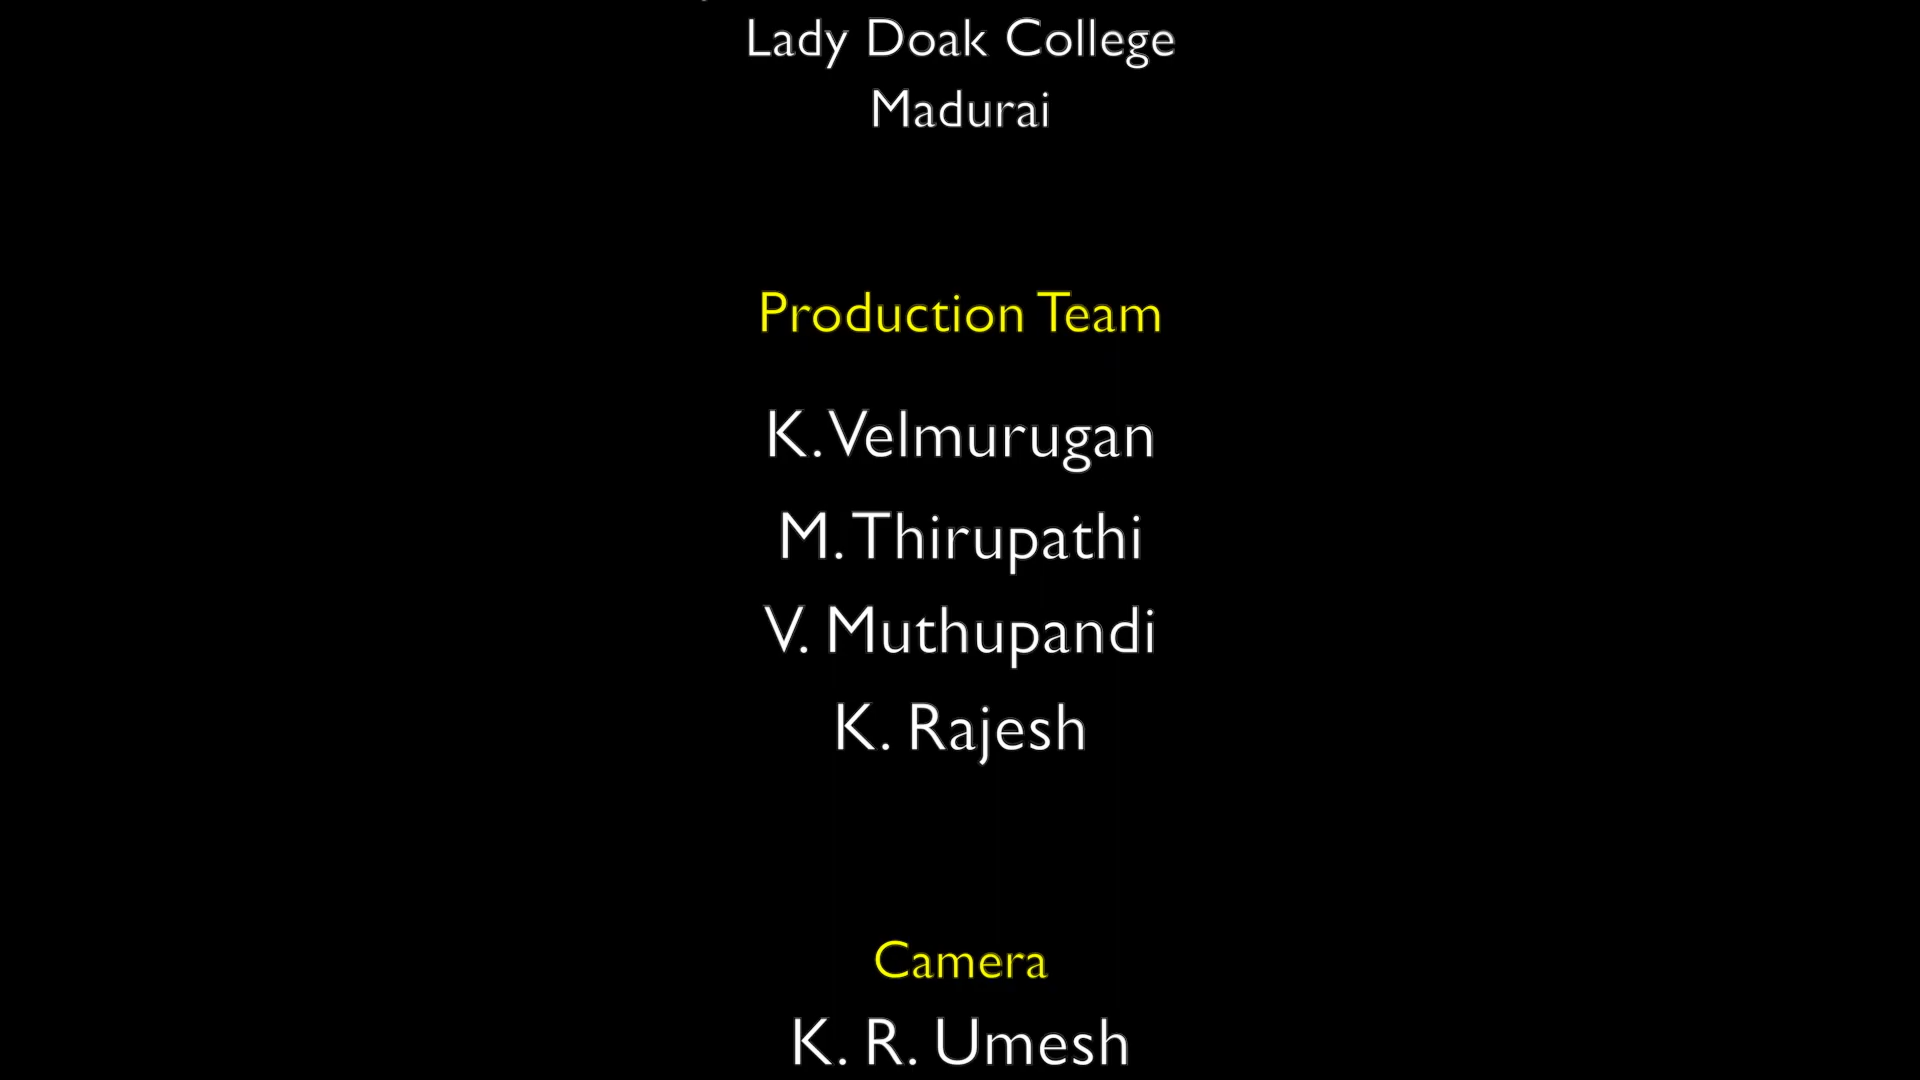 Lady Doak College
Madurai
Production Team
K. Velmurugan
M. Thirupathi
V. Muthupandi
K. Rajesh
Camera
K. R. Umesh